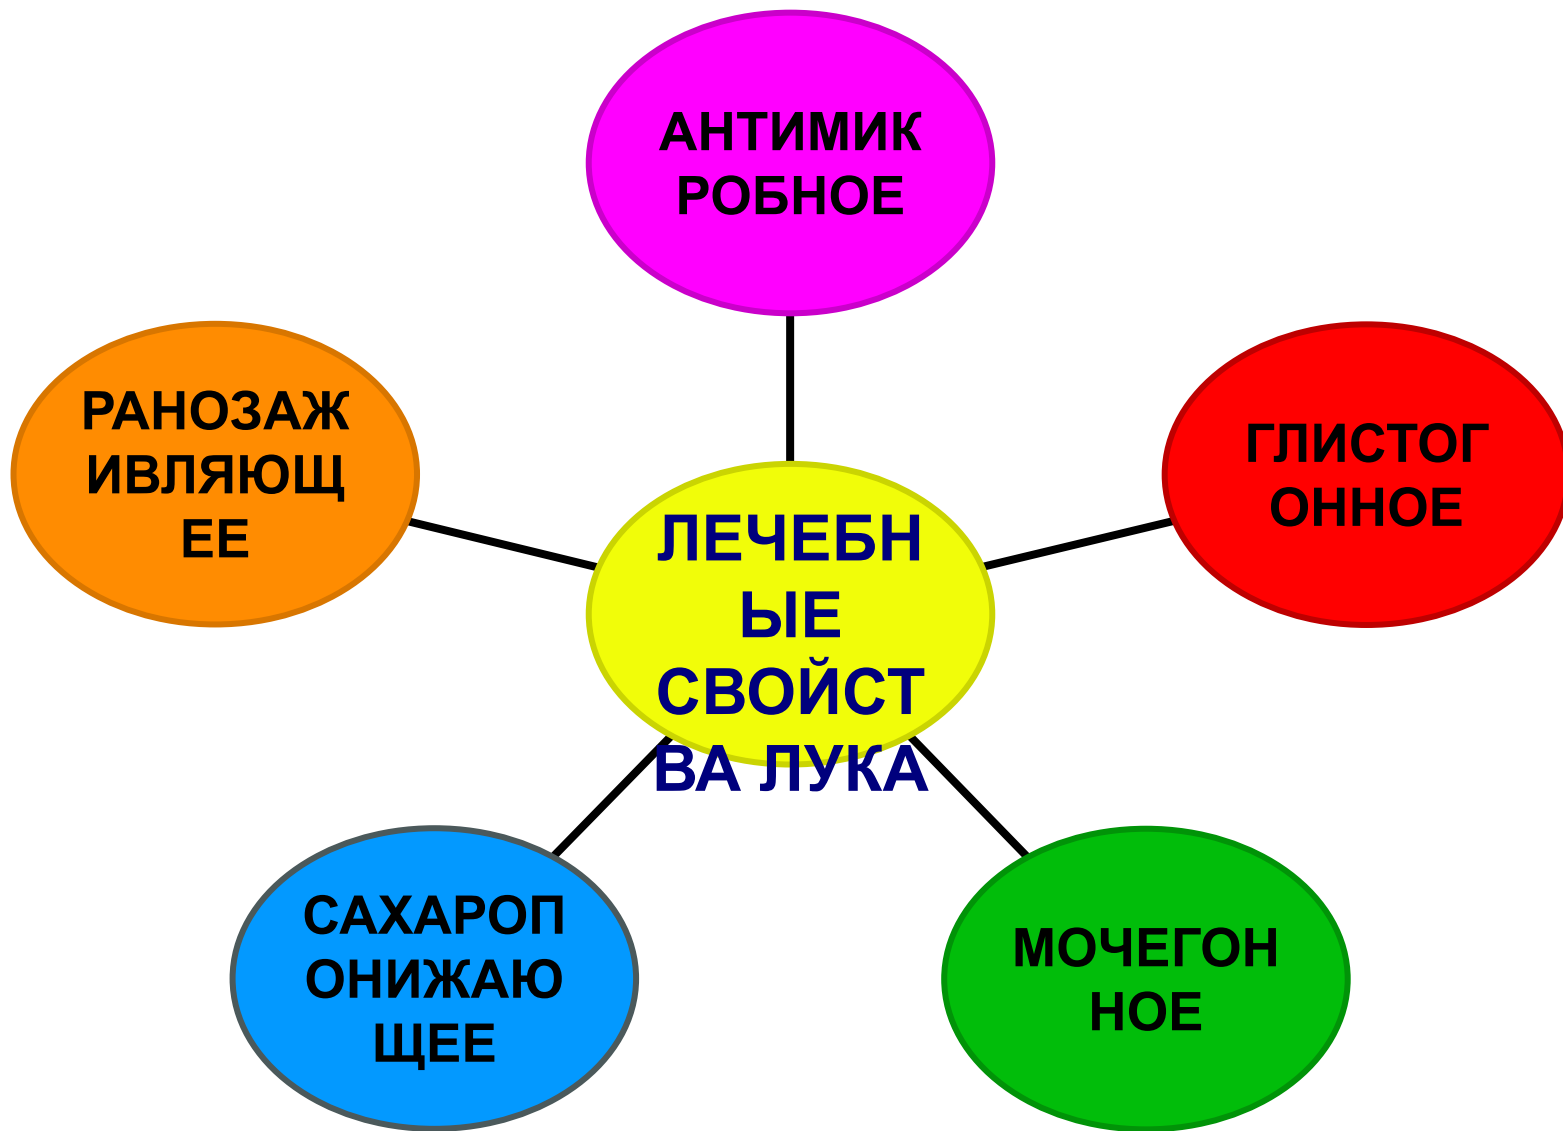 АНТИМИК
РОБНОЕ
РАНОЗАЖ
ИВЛЯЮЩ
ЕЕ
ГЛИСТОГ
ОННОЕ
ЛЕЧЕБН
ЫЕ
СВОЙСТ
ВА ЛУКА
САХАРОП
ОНИЖАЮ
ЩЕЕ
МОЧЕГОН
НОЕ